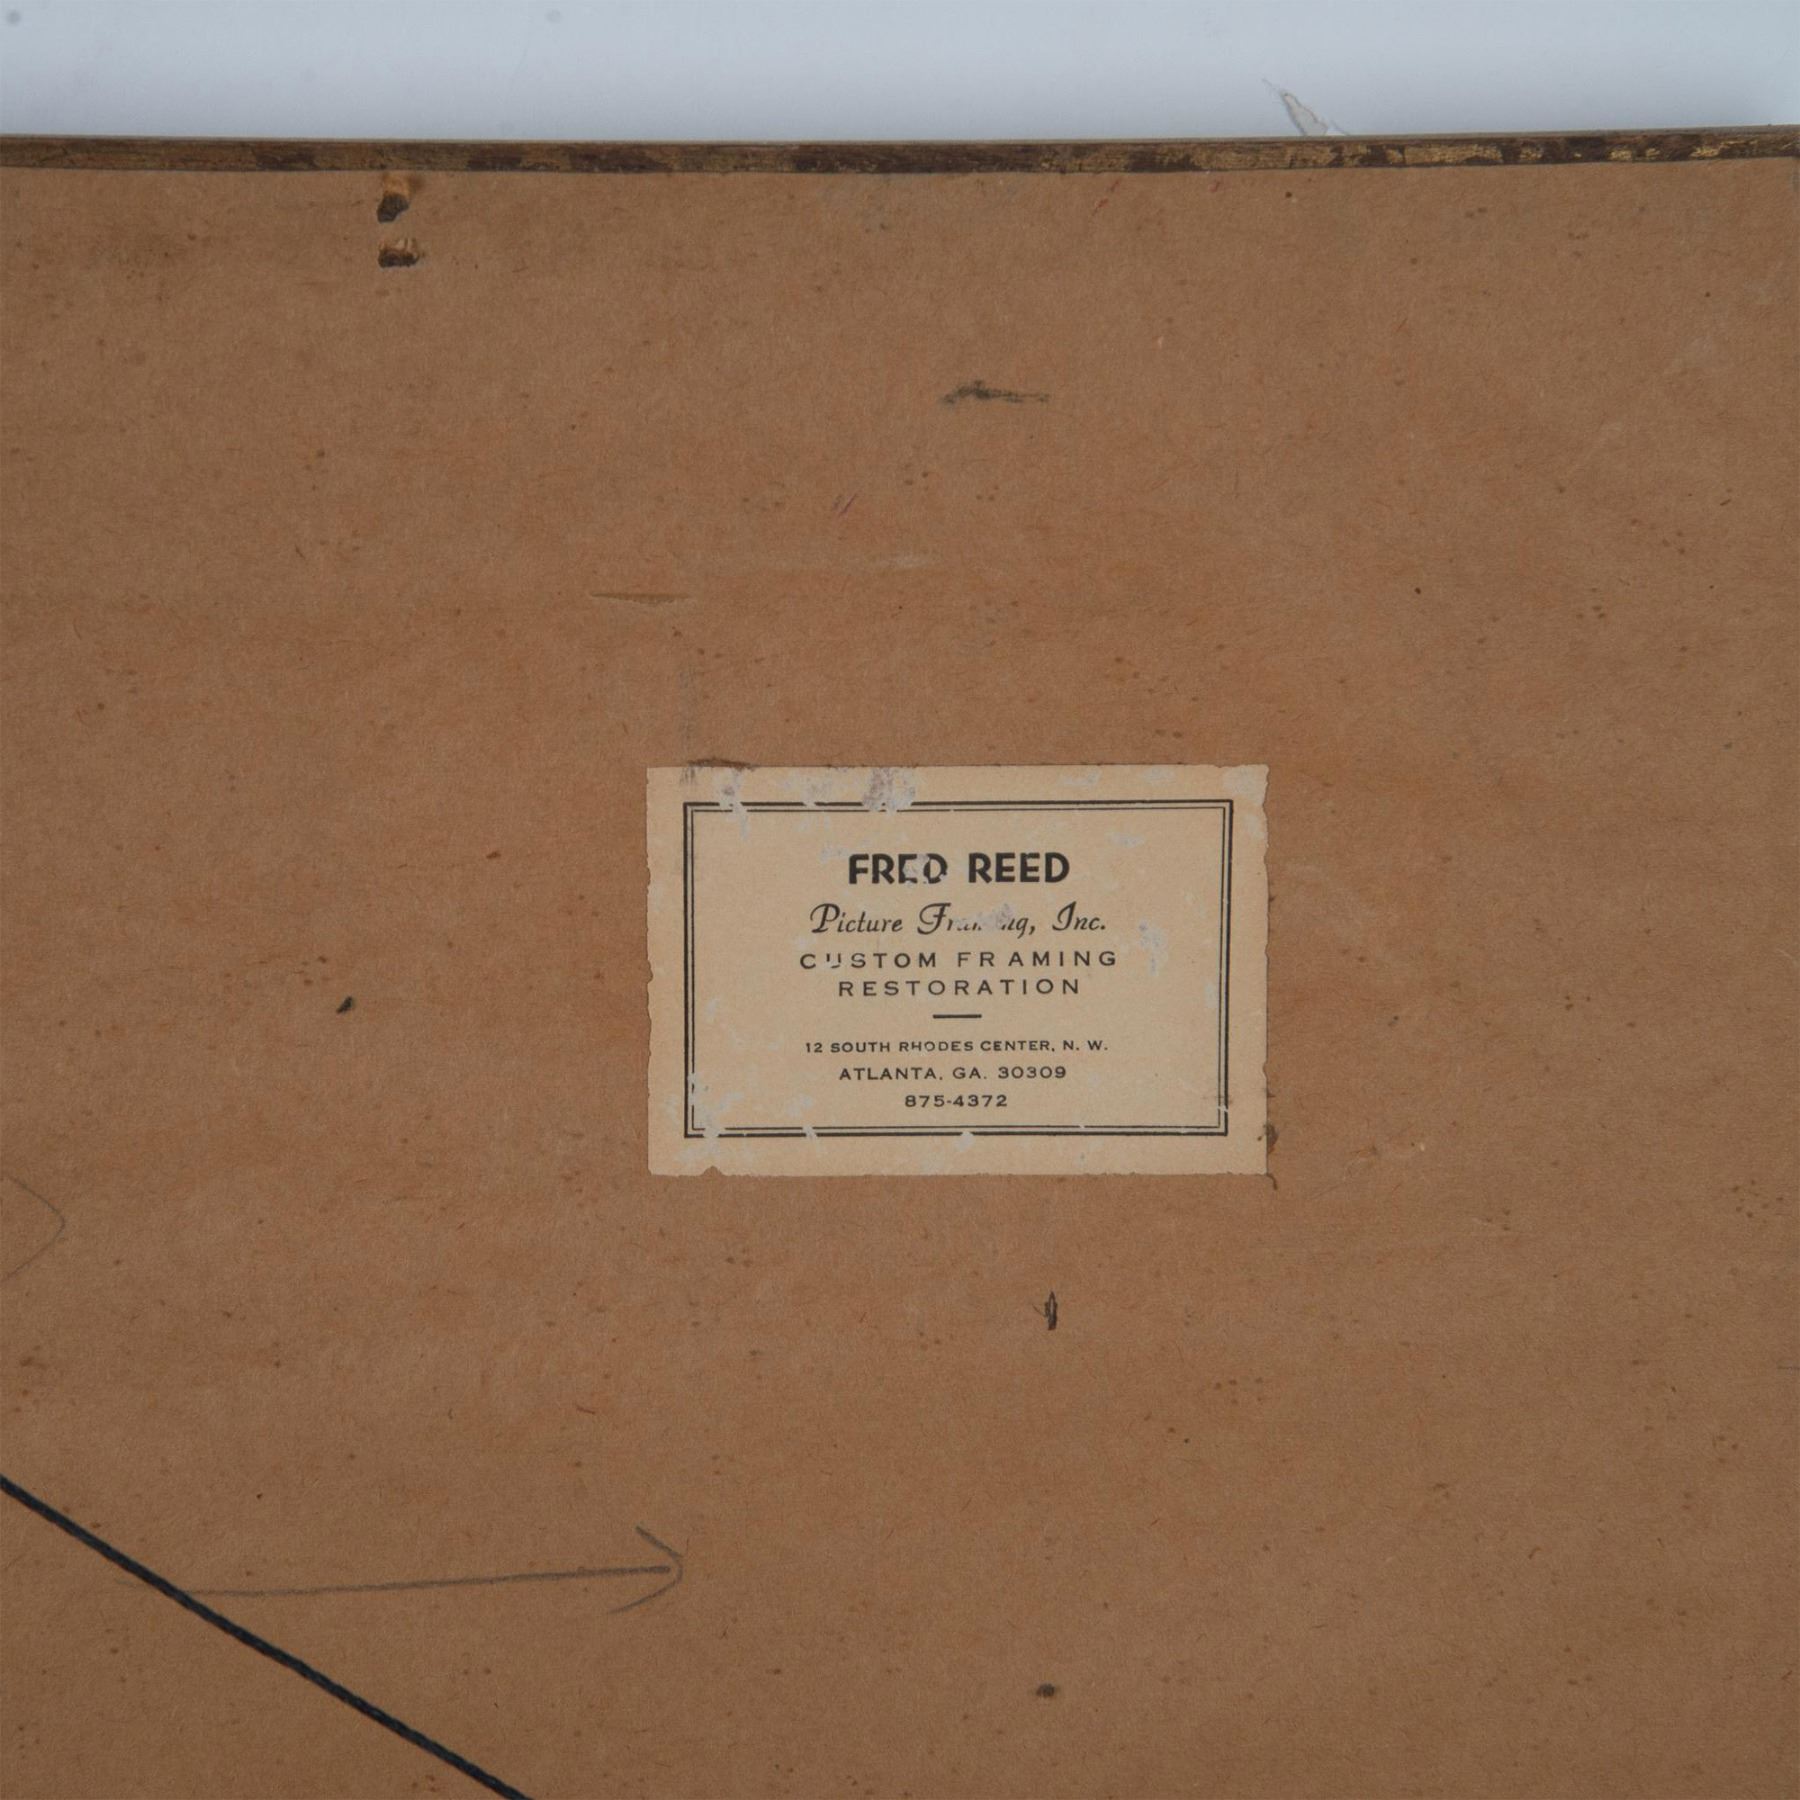 FRED REED
Picture Framing, Inc.
CUSTOM FRAMING
RESTORATION
12 SOUTH RHODES CENTER, N. W.
ATLANTA, GA. 30309
875-4372